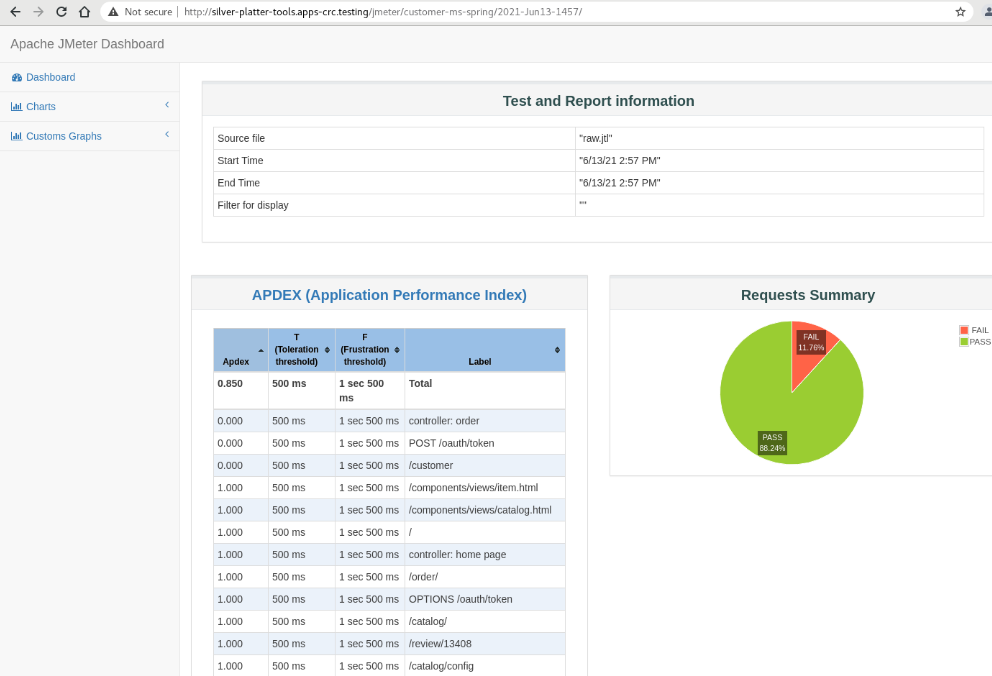 Not secure | http://silver-platter-tools.apps-crc.testing/jmeter/customer-ms-spring/2021-Jun13-1457/
Apache JMeter Dashboard
Dashboard
Charts
Customs Graphs
Test and Report information
Source file "raw.jtl"
Start Time "6/13/21 2:57 PM"
End Time "6/13/21 2:57 PM"
Filter for display ""
APDEX (Application Performance Index)
Apdex T (Toleration threshold) F (Frustration threshold) Label
0.850 500 ms 1 sec 500 ms Total
0.000 500 ms 1 sec 500 ms controller: order
0.000 500 ms 1 sec 500 ms POST /oauth/token
0.000 500 ms 1 sec 500 ms /customer
1.000 500 ms 1 sec 500 ms /components/views/item.html
1.000 500 ms 1 sec 500 ms /components/views/catalog.html
1.000 500 ms 1 sec 500 ms /
1.000 500 ms 1 sec 500 ms controller: home page
1.000 500 ms 1 sec 500 ms /order/
1.000 500 ms 1 sec 500 ms OPTIONS /oauth/token
1.000 500 ms 1 sec 500 ms /catalog/
1.000 500 ms 1 sec 500 ms /review/13408
1.000 500 ms 1 sec 500 ms /catalog/config
Requests Summary
FAIL
11.76%
PASS
88.24%
FAIL
PASS